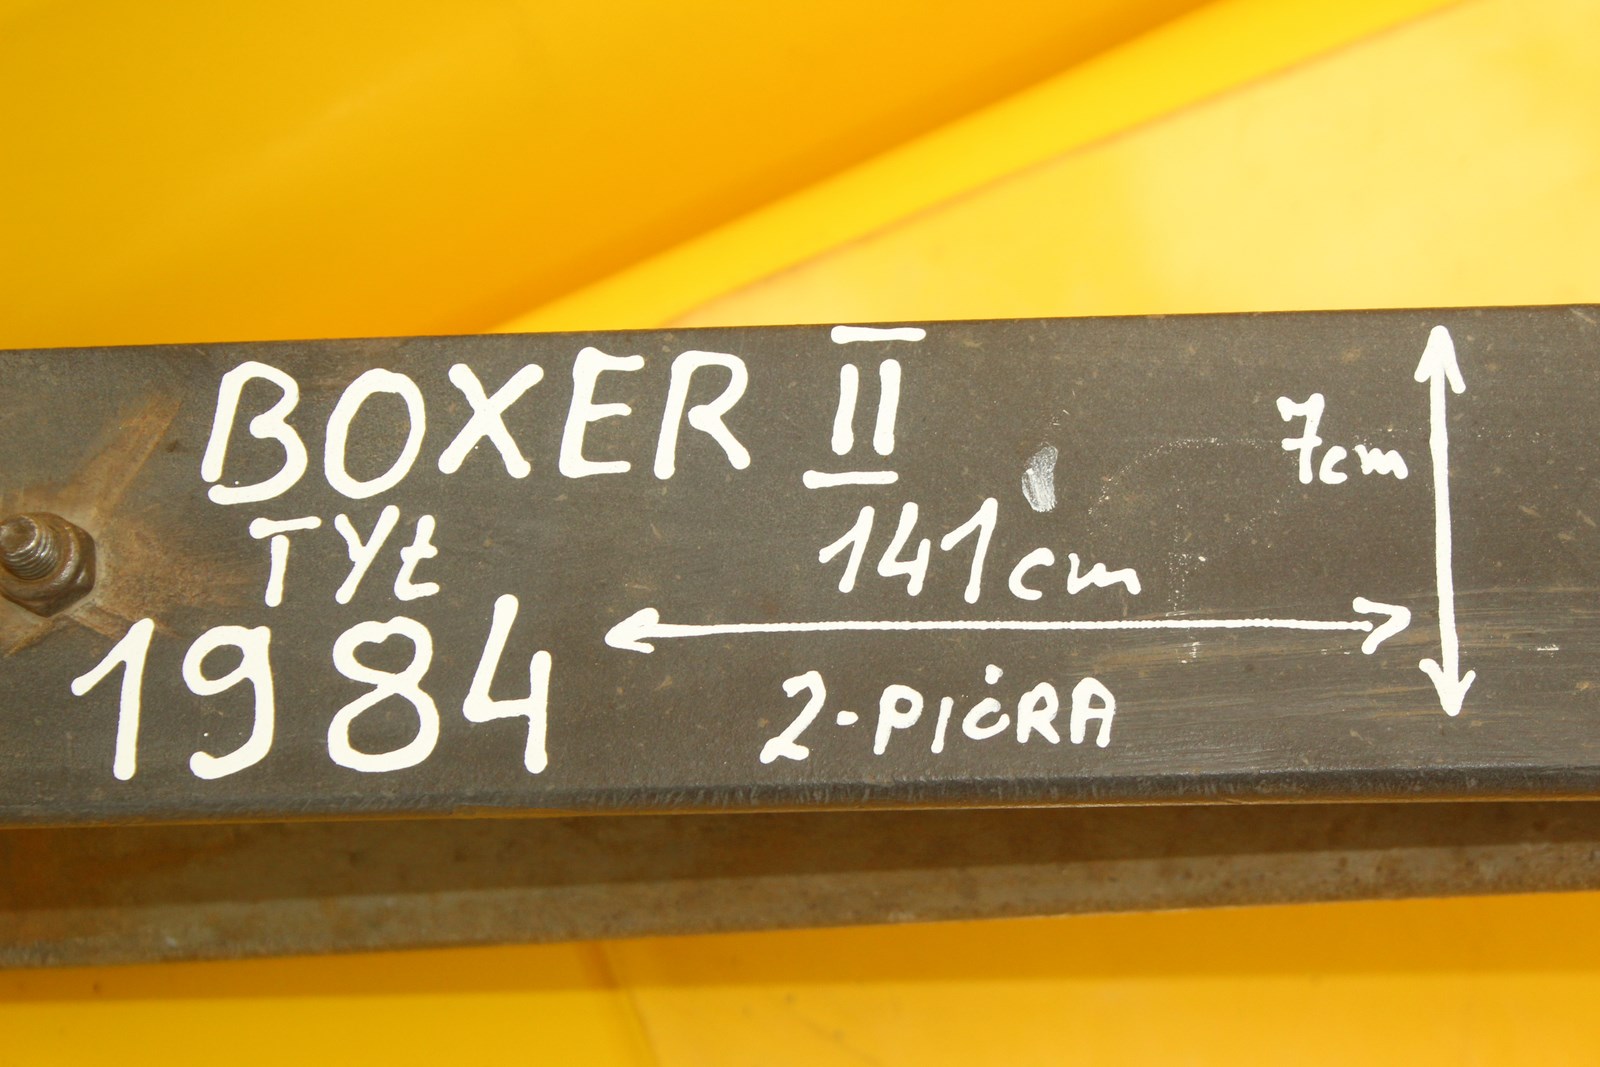 BOXER II
TYŁ
1984
141cm
2-PIÓRA
7cm